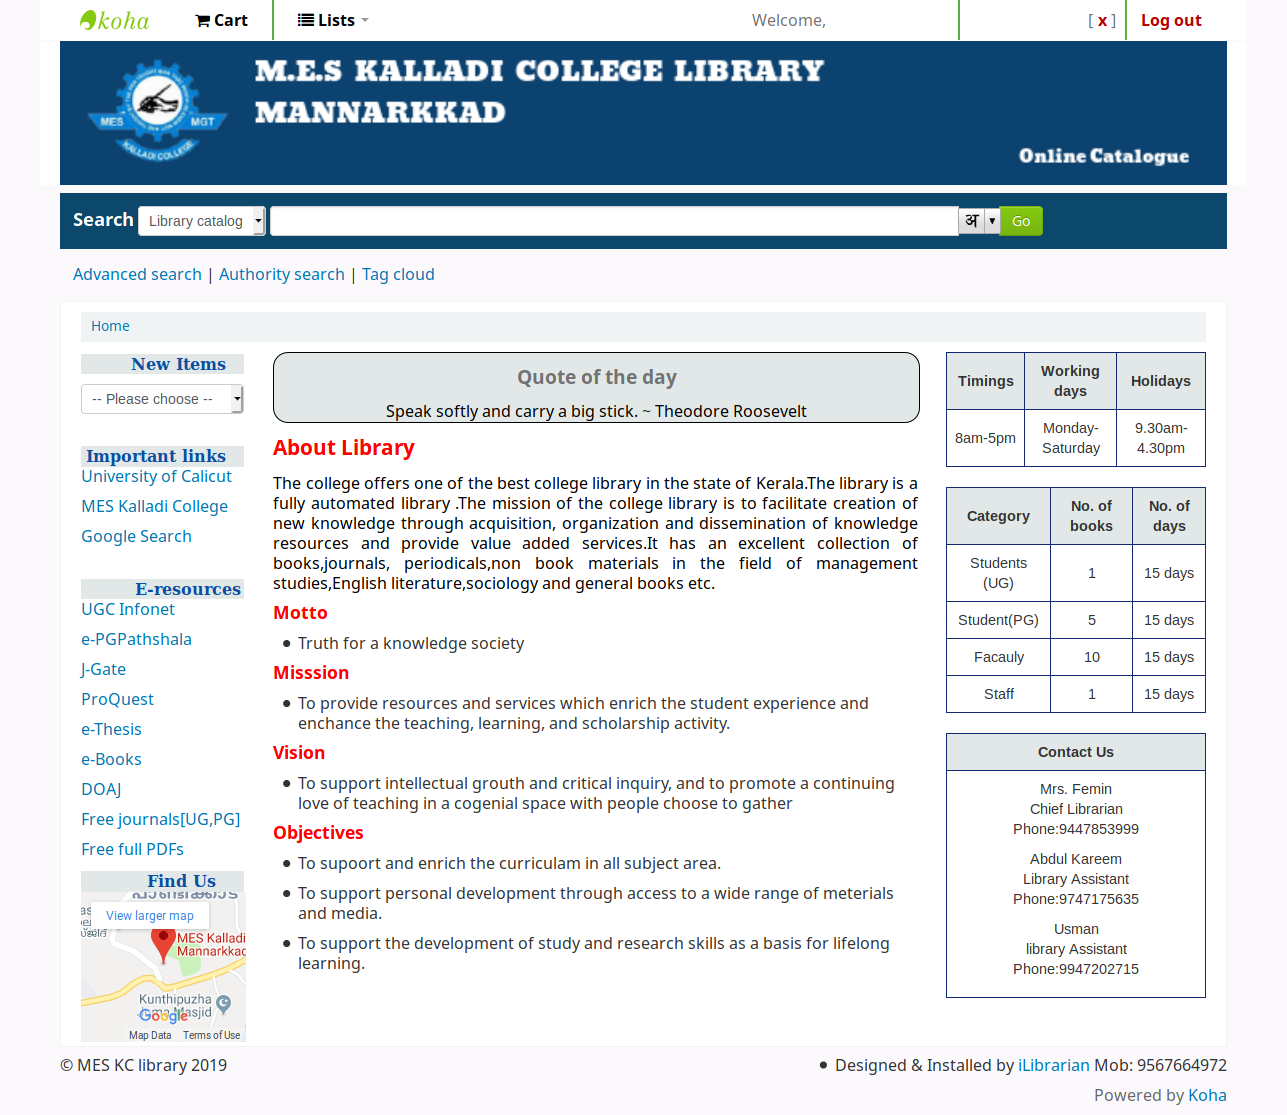 koha Cart Lists Welcome, [ x ] Log out
M.E.S KALLADI COLLEGE LIBRARY
MANNARKKAD
MES MGT
KALLADI COLLEGE
Online Catalogue
Search Library catalog अ ▼ Go
Advanced search | Authority search | Tag cloud
Home
New Items
-- Please choose --
Important links
University of Calicut
MES Kalladi College
Google Search
E-resources
UGC Infonet
e-PGPathshala
J-Gate
ProQuest
e-Thesis
e-Books
DOAJ
Free journals[UG,PG]
Free full PDFs
Find Us
View larger map
MES Kalladi
Mannarkkad
Kunthipuzha
Juma Masjid
Google
Map Data Terms of Use
Quote of the day
Speak softly and carry a big stick. ~ Theodore Roosevelt
About Library
The college offers one of the best college library in the state of Kerala.The library is a
fully automated library .The mission of the college library is to facilitate creation of
new knowledge through acquisition, organization and dissemination of knowledge
resources and provide value added services.It has an excellent collection of
books,journals, periodicals,non book materials in the field of management
studies,English literature,sociology and general books etc.
Motto
• Truth for a knowledge society
Misssion
• To provide resources and services which enrich the student experience and
enchance the teaching, learning, and scholarship activity.
Vision
• To support intellectual grouth and critical inquiry, and to promote a continuing
love of teaching in a cogenial space with people choose to gather
Objectives
• To supoort and enrich the curriculam in all subject area.
• To support personal development through access to a wide range of meterials
and media.
• To support the development of study and research skills as a basis for lifelong
learning.
Timings Working days Holidays
8am-5pm Monday-Saturday 9.30am-4.30pm
Category No. of books No. of days
Students (UG) 1 15 days
Student(PG) 5 15 days
Facauly 10 15 days
Staff 1 15 days
Contact Us
Mrs. Femin
Chief Librarian
Phone:9447853999
Abdul Kareem
Library Assistant
Phone:9747175635
Usman
library Assistant
Phone:9947202715
© MES KC library 2019
• Designed & Installed by iLibrarian Mob: 9567664972
Powered by Koha